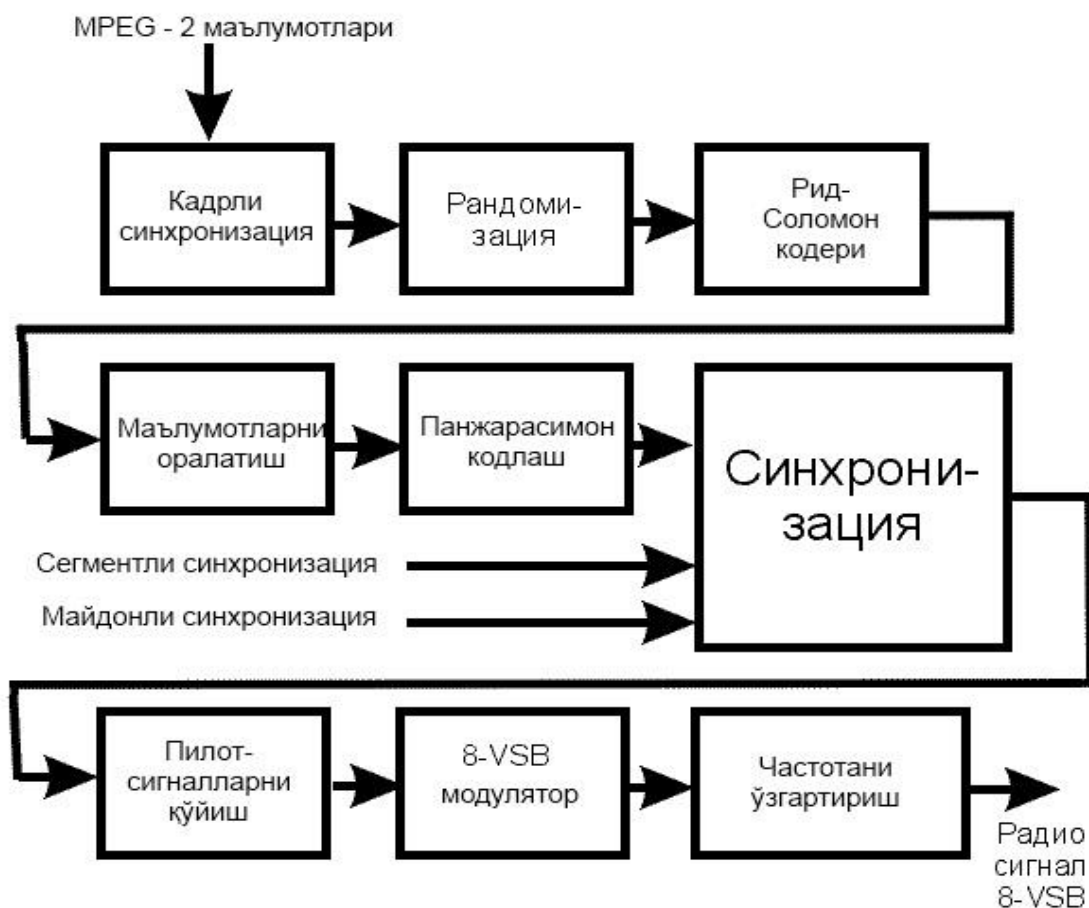 MPEG - 2 маълумотлари
Кадрли
синхронизация
Рандоми-
зация
Рид-
Соломон
кодери
Маълумотларни
оралатиш
Панжарасимон
кодлаш
Синхрони-
зация
Сегментли синхронизация
Майдонли синхронизация
Пилот-
сигналларни
қўйиш
8-VSB
модулятор
Частотани
ўзгартириш
Радио
сигнал
8-VSB